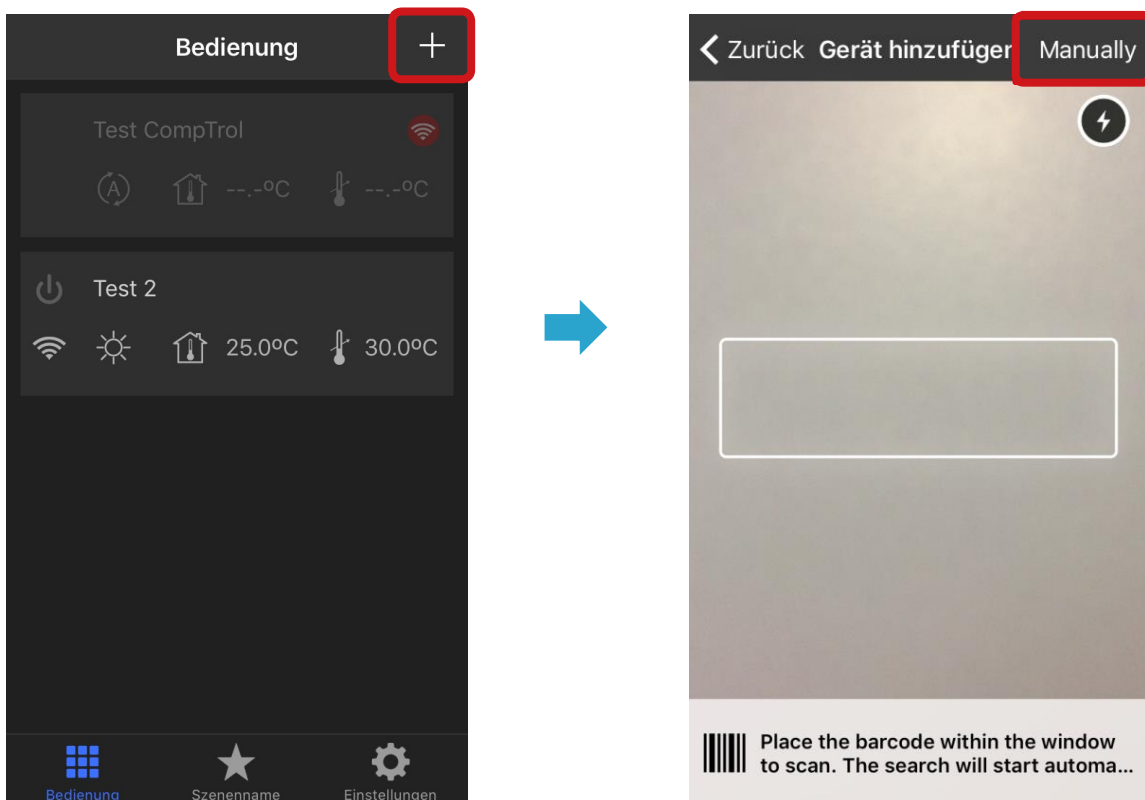 Bedienung
Test CompTrol
--.-ºC --.-ºC
Test 2
25.0ºC 30.0ºC
Bedienung Szenenname Einstellungen
Zurück Gerät hinzufüger Manually
Place the barcode within the window
to scan. The search will start automa...